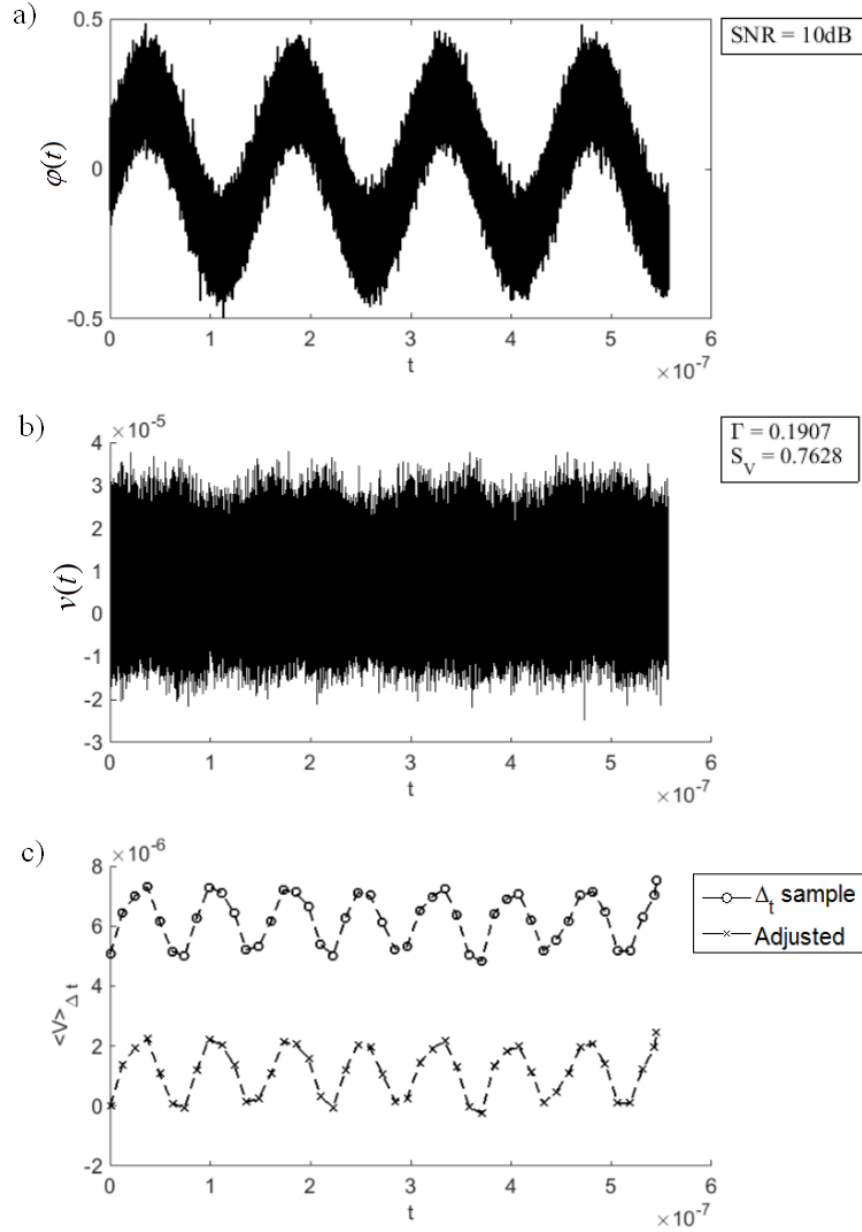 a)
SNR = 10dB
0.5
0
-0.5
φ(t)
0 1 2 3 4 5 6
t
×10⁻⁷
b)
×10⁻⁵
Γ = 0.1907
S_V = 0.7628
4
3
2
1
0
-1
-2
-3
v(t)
0 1 2 3 4 5 6
t
×10⁻⁷
c)
×10⁻⁶
8
6
4
2
0
-2
<V>_Δt
Δ_t sample
Adjusted
0 1 2 3 4 5 6
t
×10⁻⁷